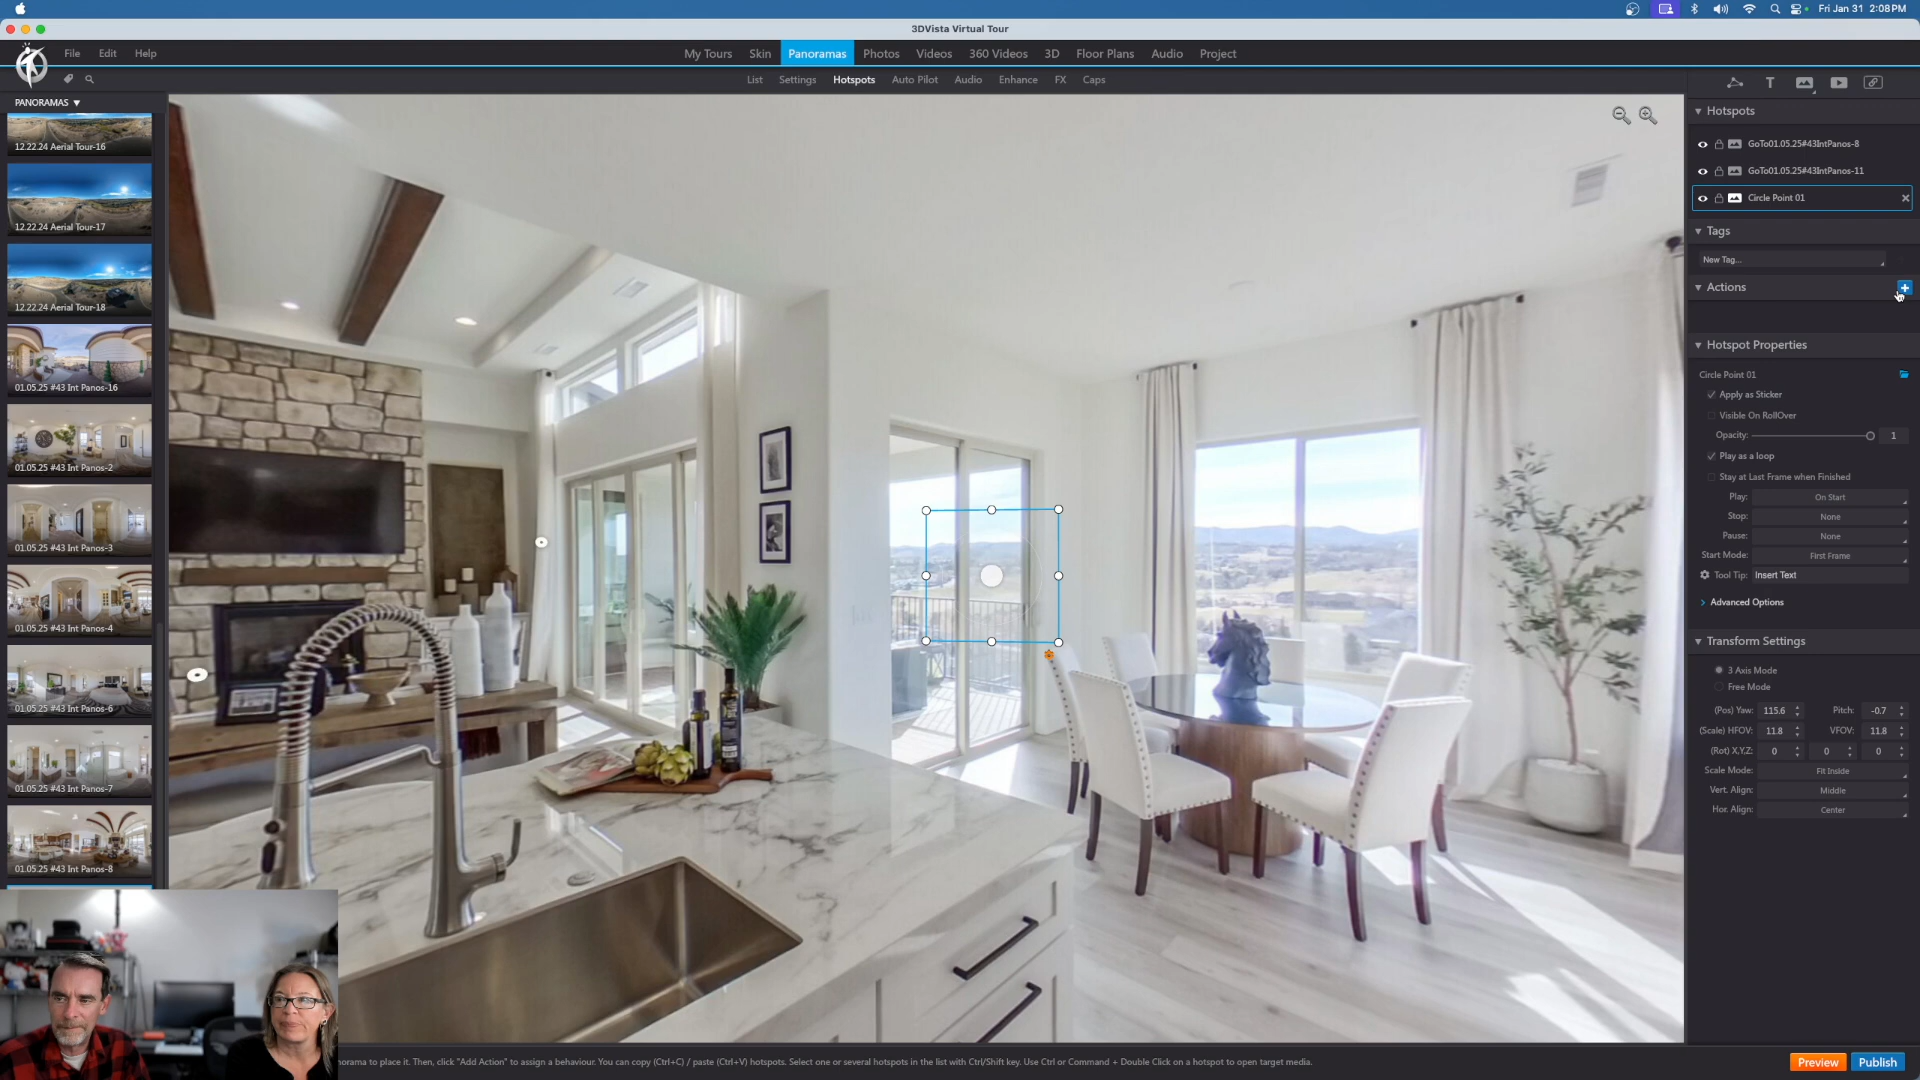 Fri Jan 31 2:08PM
3DVista Virtual Tour
File Edit Help
My Tours Skin Panoramas Photos Videos 360 Videos 3D Floor Plans Audio Project
List Settings Hotspots Auto Pilot Audio Enhance FX Caps
PANORAMAS ▼
12.22.24 Aerial Tour-16
12.22.24 Aerial Tour-17
12.22.24 Aerial Tour-18
01.05.25 #43 Int Panos-16
01.05.25 #43 Int Panos-2
01.05.25 #43 Int Panos-3
01.05.25 #43 Int Panos-4
01.05.25 #43 Int Panos-6
01.05.25 #43 Int Panos-7
01.05.25 #43 Int Panos-8
Hotspots
GoTo01.05.25#43IntPanos-8
GoTo01.05.25#43IntPanos-11
Circle Point 01
Tags
New Tag...
Actions
Hotspot Properties
Circle Point 01
Apply as Sticker
Visible On RollOver
Opacity: 1
Play as a loop
Stay at Last Frame when Finished
Play: On Start
Stop: None
Pause: None
Start Mode: First Frame
Tool Tip: Insert Text
Advanced Options
Transform Settings
3 Axis Mode
Free Mode
(Pos) Yaw: 115.6 Pitch: -0.7
(Scale) HFOV: 11.8 VFOV: 11.8
(Rot) X,Y,Z: 0 0 0
Scale Mode: Fit Inside
Vert. Align: Middle
Hor. Align: Center
orama to place it. Then, click "Add Action" to assign a behaviour. You can copy (Ctrl+C) / paste (Ctrl+V) hotspots. Select one or several hotspots in the list with Ctrl/Shift key. Use Ctrl or Command + Double Click on a hotspot to open target media.
Preview Publish